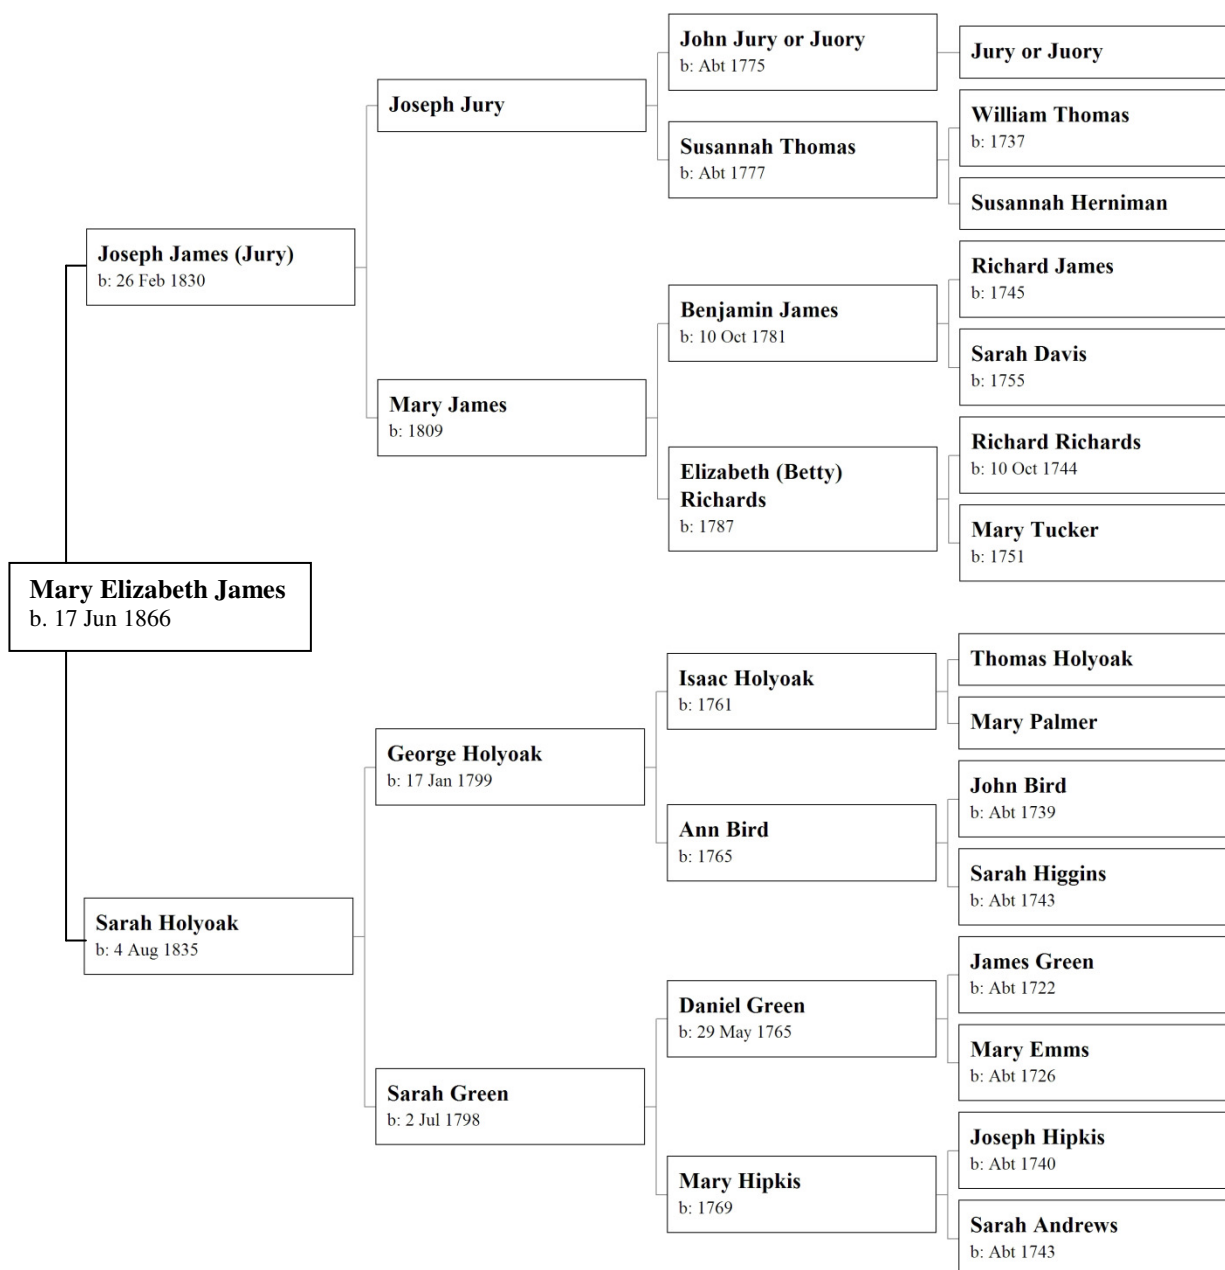 John Jury or Juory
b: Abt 1775
Jury or Juory
Joseph Jury
William Thomas
b: 1737
Susannah Thomas
b: Abt 1777
Susannah Herniman
Joseph James (Jury)
b: 26 Feb 1830
Richard James
b: 1745
Benjamin James
b: 10 Oct 1781
Sarah Davis
b: 1755
Mary James
b: 1809
Richard Richards
b: 10 Oct 1744
Elizabeth (Betty)
Richards
b: 1787
Mary Tucker
b: 1751
Mary Elizabeth James
b. 17 Jun 1866
Thomas Holyoak
Isaac Holyoak
b: 1761
Mary Palmer
George Holyoak
b: 17 Jan 1799
John Bird
b: Abt 1739
Ann Bird
b: 1765
Sarah Higgins
b: Abt 1743
Sarah Holyoak
b: 4 Aug 1835
James Green
b: Abt 1722
Daniel Green
b: 29 May 1765
Mary Emms
b: Abt 1726
Sarah Green
b: 2 Jul 1798
Joseph Hipkis
b: Abt 1740
Mary Hipkis
b: 1769
Sarah Andrews
b: Abt 1743